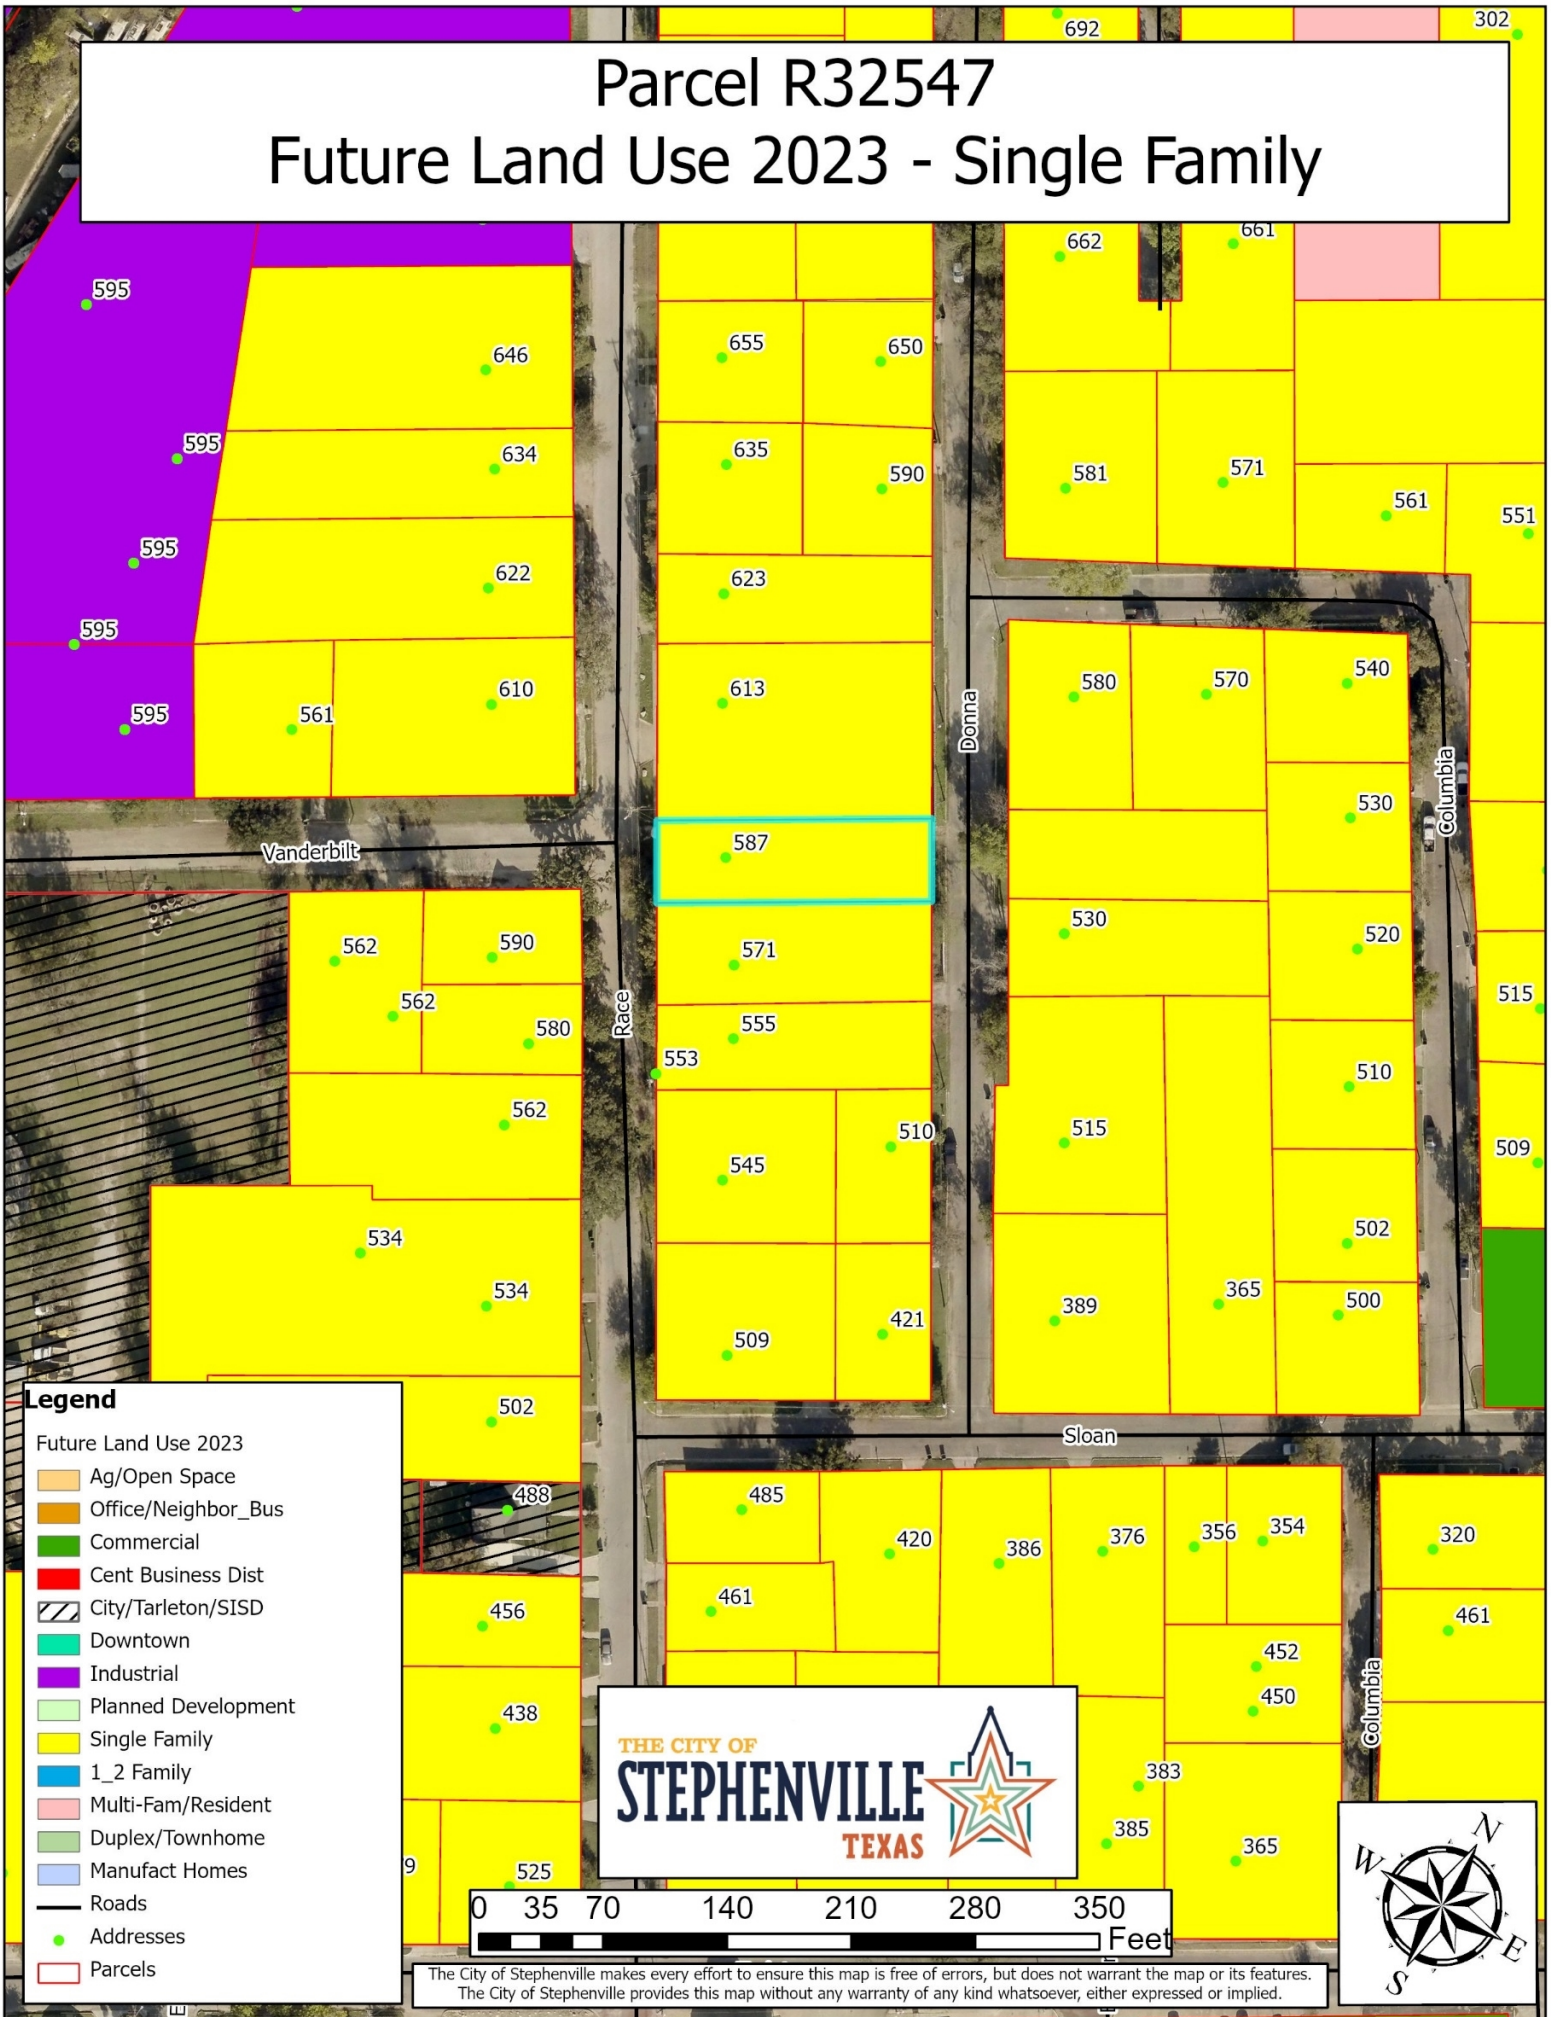 692
302
Parcel R32547
Future Land Use 2023 - Single Family
662
661
595
646
655
650
595
634
635
590
581
571
561
551
595
622
623
595
595
561
610
613
580
570
540
Donna
Columbia
530
Vanderbilt
587
562
590
571
530
520
562
580
Race
555
553
515
510
562
545
510
515
509
534
534
502
389
365
500
509
421
502
Sloan
Legend
Future Land Use 2023
Ag/Open Space
Office/Neighbor_Bus
Commercial
Cent Business Dist
City/Tarleton/SISD
Downtown
Industrial
Planned Development
Single Family
1_2 Family
Multi-Fam/Resident
Duplex/Townhome
Manufact Homes
Roads
Addresses
Parcels
488
485
420
386
376
356
354
320
456
461
461
452
450
438
Columbia
383
385
365
525
THE CITY OF
STEPHENVILLE
TEXAS
N
W
E
S
0 35 70 140 210 280 350
Feet
The City of Stephenville makes every effort to ensure this map is free of errors, but does not warrant the map or its features.
The City of Stephenville provides this map without any warranty of any kind whatsoever, either expressed or implied.